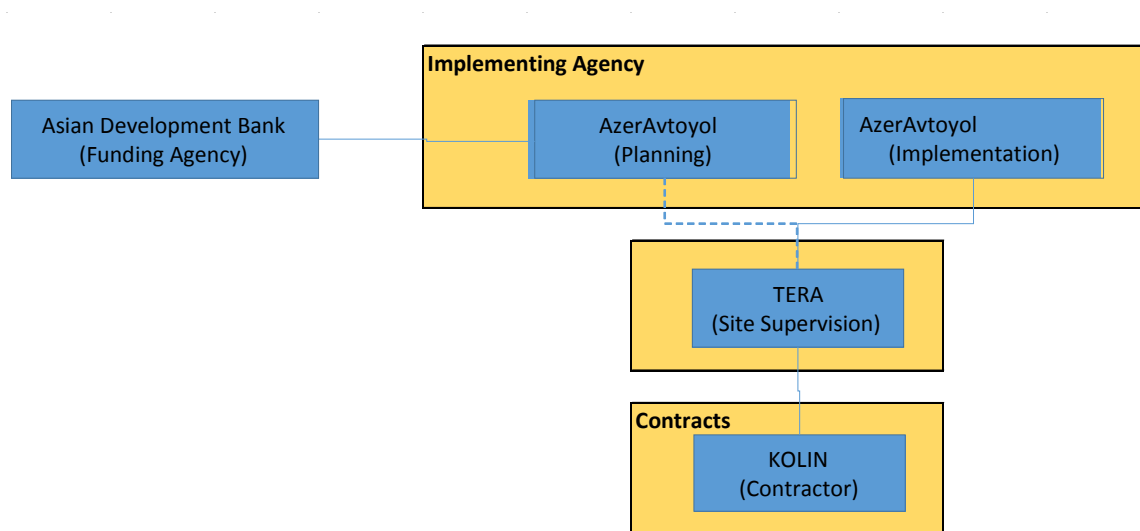 Implementing Agency
Asian Development Bank
(Funding Agency)
AzerAvtoyol
(Planning)
AzerAvtoyol
(Implementation)
TERA
(Site Supervision)
Contracts
KOLIN
(Contractor)